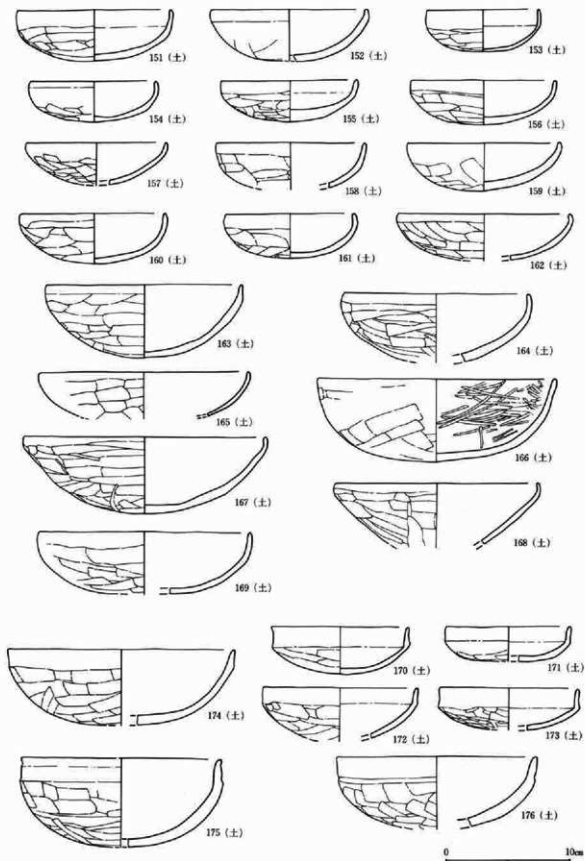 151 (土) 152 (土) 153 (土)
154 (土) 155 (土) 156 (土)
157 (土) 158 (土) 159 (土)
160 (土) 161 (土) 162 (土)
163 (土) 164 (土)
165 (土) 166 (土)
167 (土) 168 (土)
169 (土)
170 (土) 171 (土)
174 (土) 172 (土) 173 (土)
175 (土) 176 (土)
0 10cm